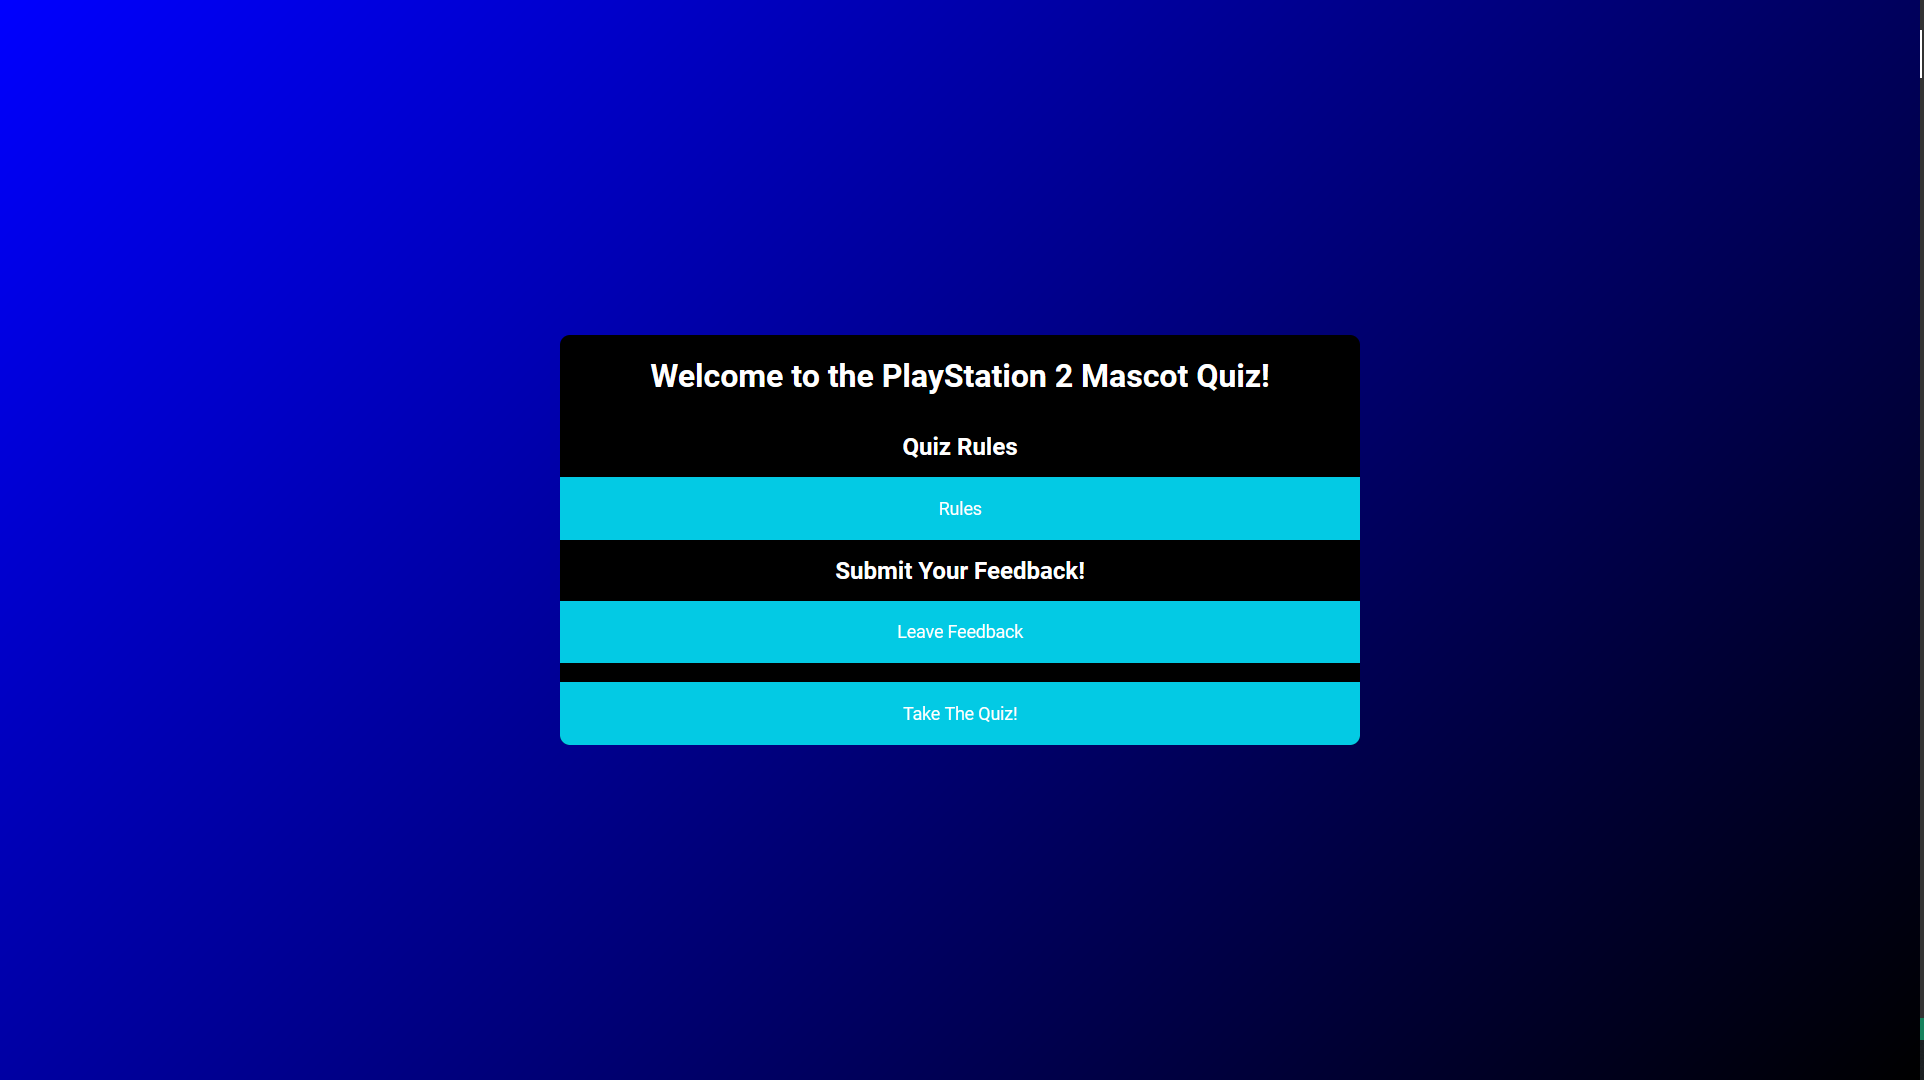 Welcome to the PlayStation 2 Mascot Quiz!
Quiz Rules
Rules
Submit Your Feedback!
Leave Feedback
Take The Quiz!